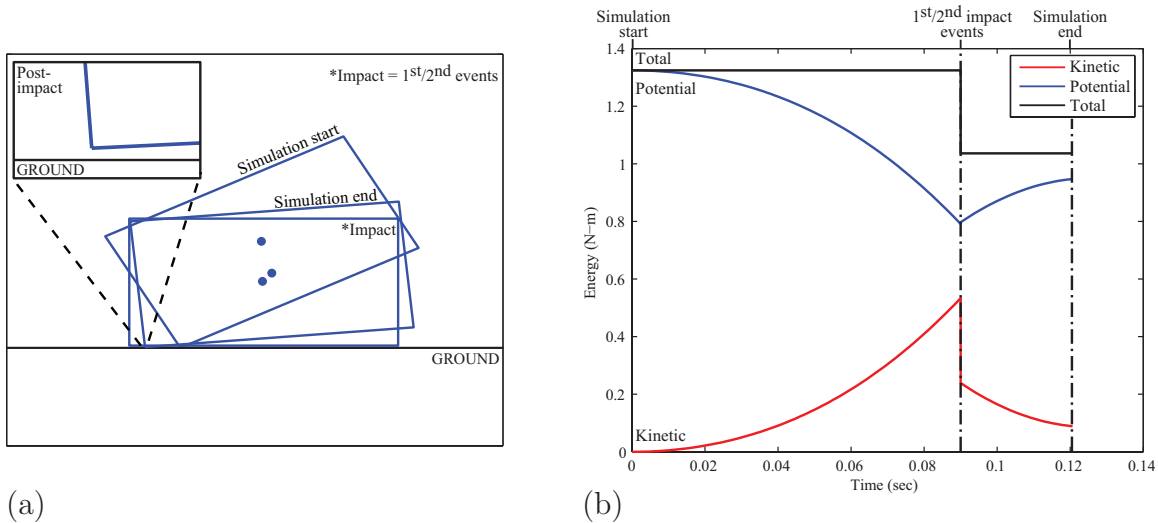 Post-
impact
GROUND
*Impact = 1st/2nd events
Simulation start
Simulation end
*Impact
GROUND
(a)
Simulation
start
1st/2nd impact
events
Simulation
end
1.4
1.2
1
0.8
0.6
0.4
0.2
0
Energy (N−m)
Total
Potential
Kinetic
Kinetic
Potential
Total
0
0.02
0.04
0.06
0.08
0.1
0.12
0.14
Time (sec)
(b)